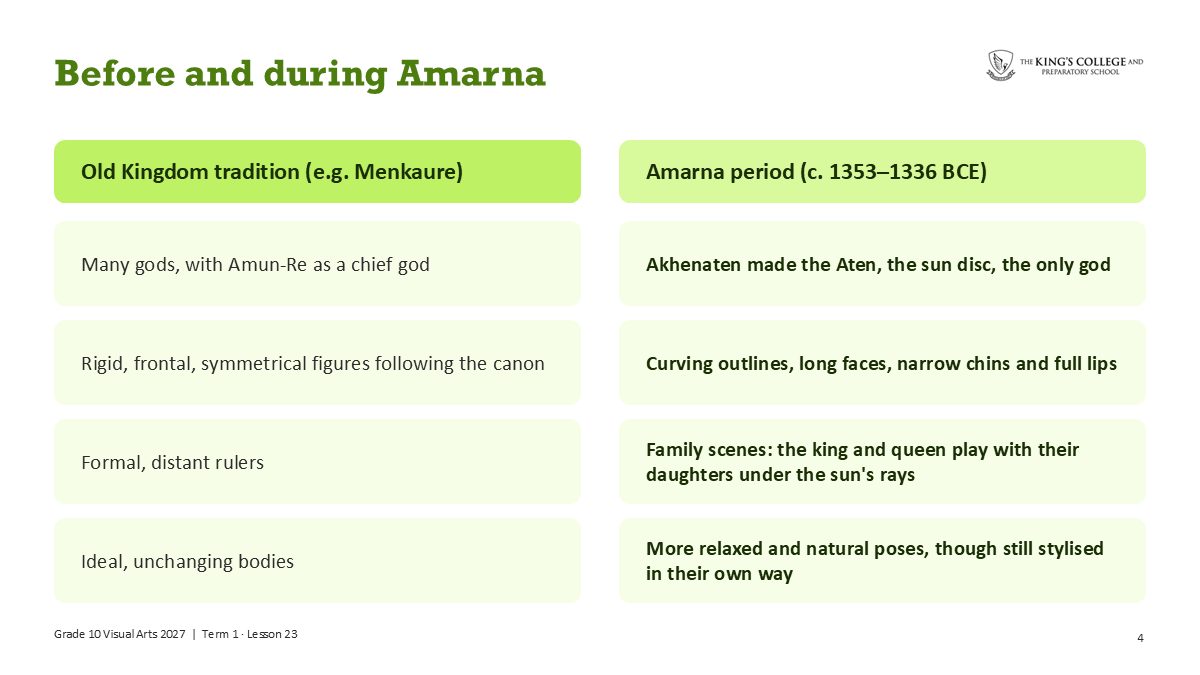 Before and during Amarna
THE KING'S COLLEGE AND
PREPARATORY SCHOOL
Old Kingdom tradition (e.g. Menkaure)
Amarna period (c. 1353–1336 BCE)
Many gods, with Amun-Re as a chief god
Akhenaten made the Aten, the sun disc, the only god
Rigid, frontal, symmetrical figures following the canon
Curving outlines, long faces, narrow chins and full lips
Formal, distant rulers
Family scenes: the king and queen play with their
daughters under the sun's rays
Ideal, unchanging bodies
More relaxed and natural poses, though still stylised
in their own way
Grade 10 Visual Arts 2027 | Term 1 · Lesson 23
4